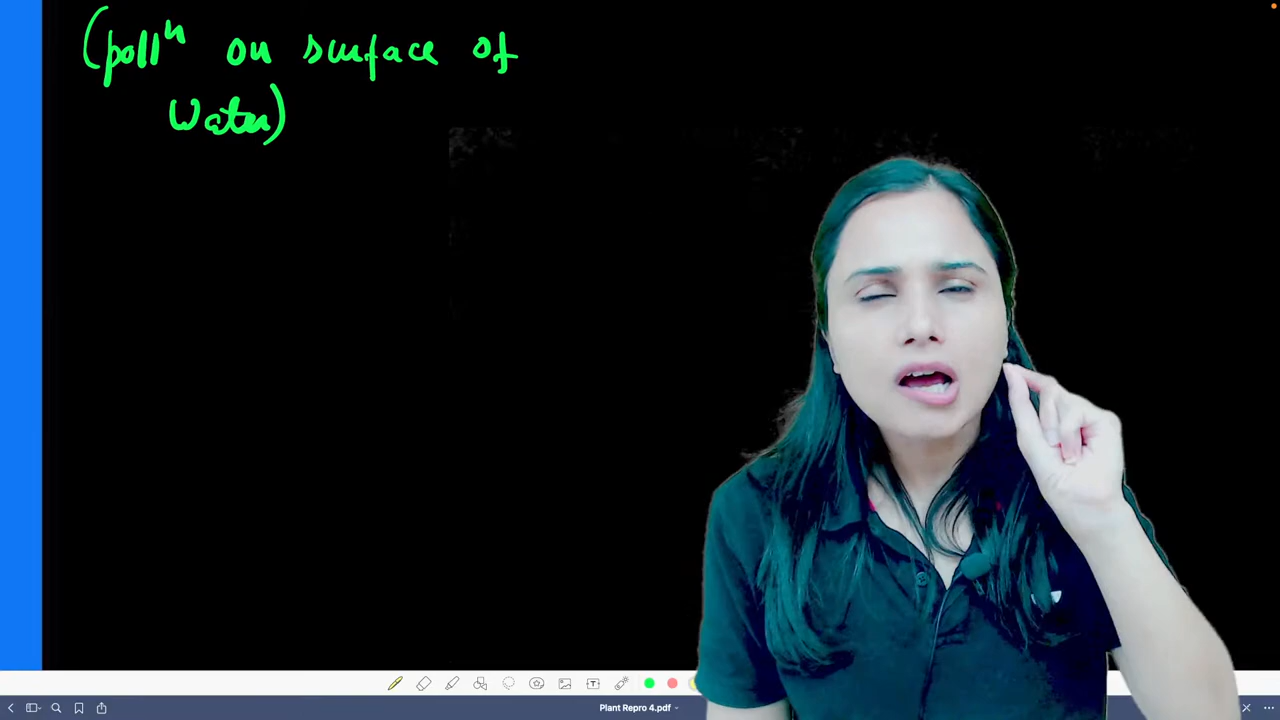 (pollⁿ on surface of
Water)
Plant Repro 4.pdf